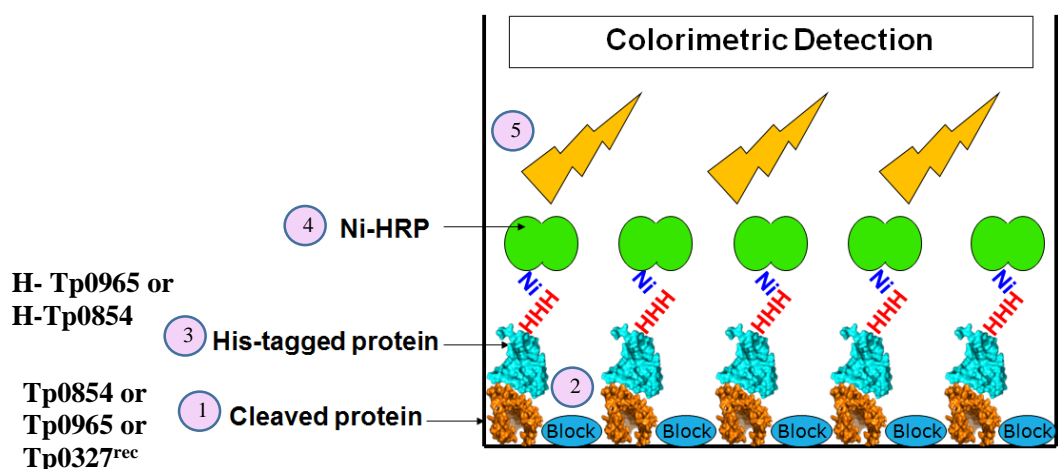 Colorimetric Detection
5
4 Ni-HRP
Ni Ni Ni Ni Ni
HHH HHH HHH HHH HHH
H- Tp0965 or
H-Tp0854
3 His-tagged protein
2
Tp0854 or
Tp0965 or
Tp0327rec
1 Cleaved protein
Block Block Block Block Block